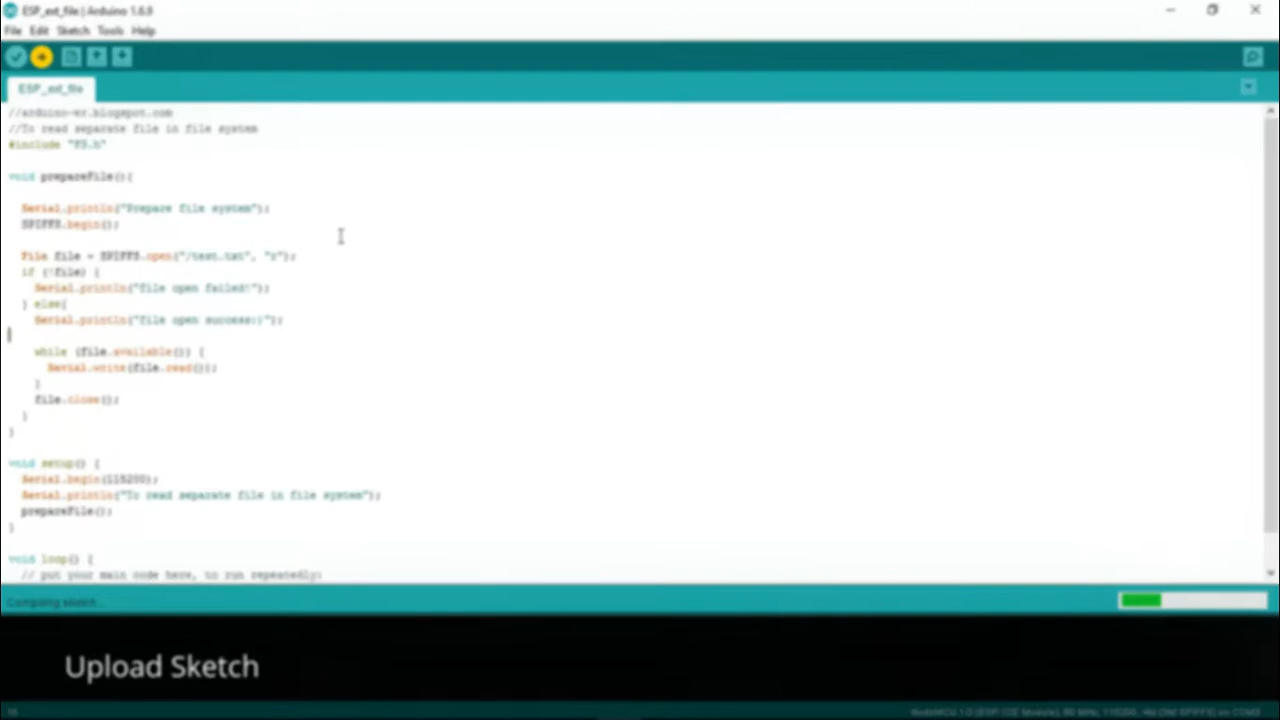 ESP_ext_file | Arduino 1.6.9
File Edit Sketch Tools Help
ESP_ext_file
//arduino-er.blogspot.com
//To read separate file in file system
#include "FS.h"
void prepareFile(){
Serial.println("Prepare file system");
SPIFFS.begin();
File file = SPIFFS.open("/test.txt", "r");
if (!file) {
Serial.println("file open failed!");
} else{
Serial.println("file open success:)");
while (file.available()) {
Serial.write(file.read());
}
file.close();
}
}
void setup() {
Serial.begin(115200);
Serial.println("To read separate file in file system");
prepareFile();
}
void loop() {
// put your main code here, to run repeatedly:
Compiling sketch...
Upload Sketch